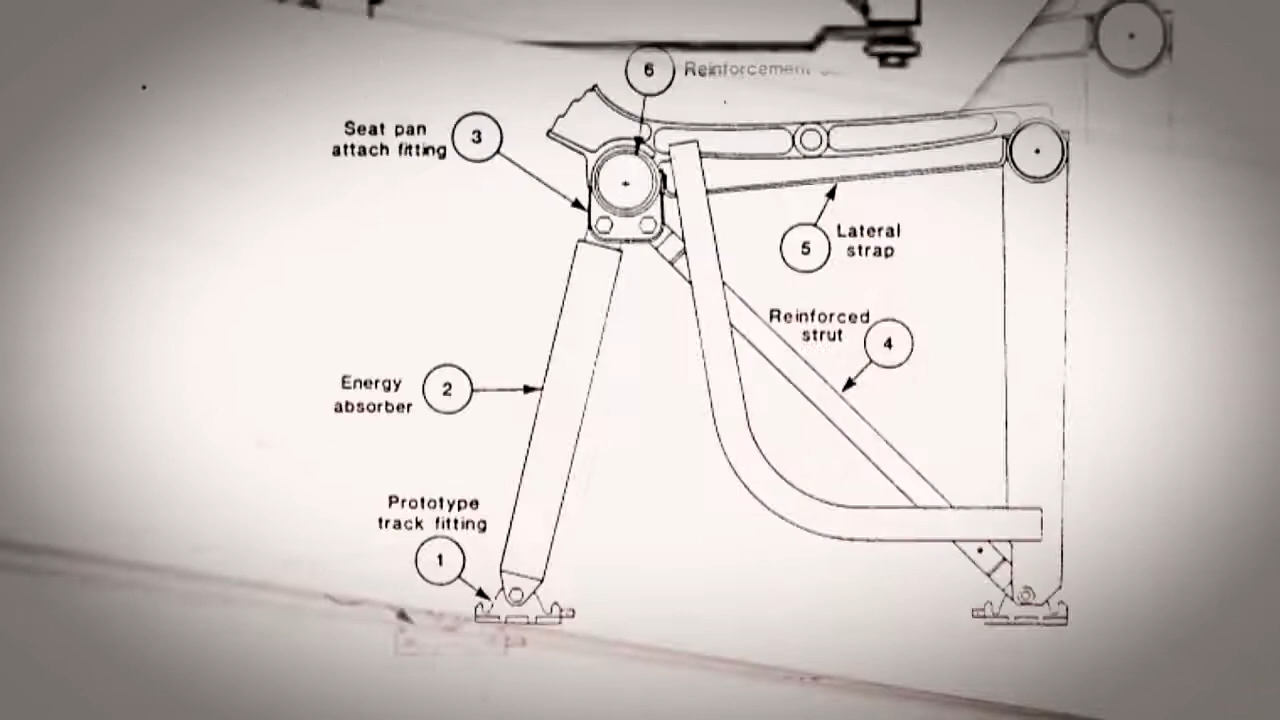 6 Reinforcement
Seat pan
attach fitting
3
Lateral
strap
5
Reinforced
strut
4
Energy
absorber
2
Prototype
track fitting
1